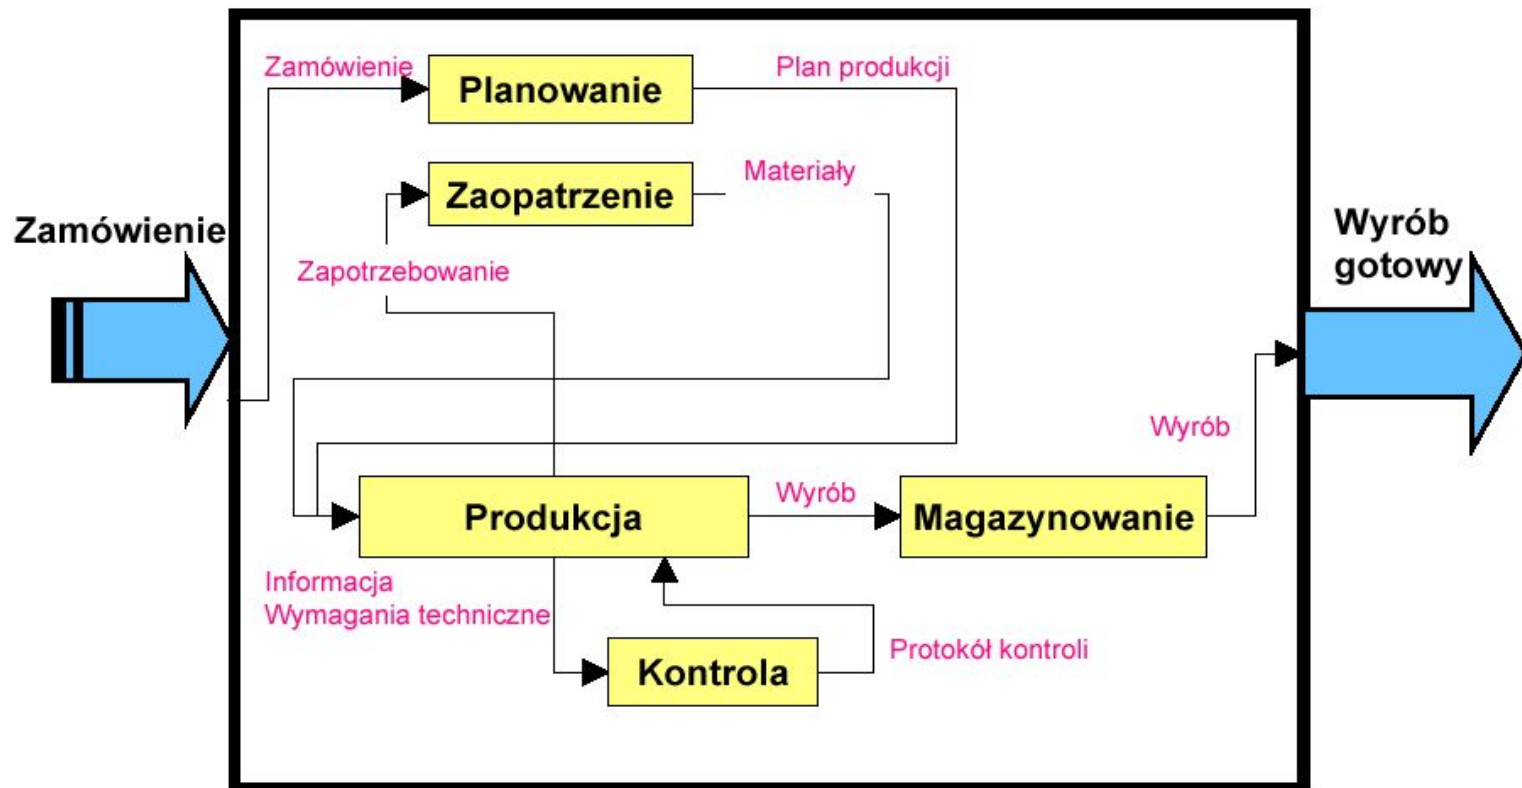 Zamówienie
Plan produkcji
Planowanie
Materiały
Zaopatrzenie
Zamówienie
Wyrób
gotowy
Zapotrzebowanie
Wyrób
Wyrób
Produkcja
Magazynowanie
Informacja
Wymagania techniczne
Protokół kontroli
Kontrola